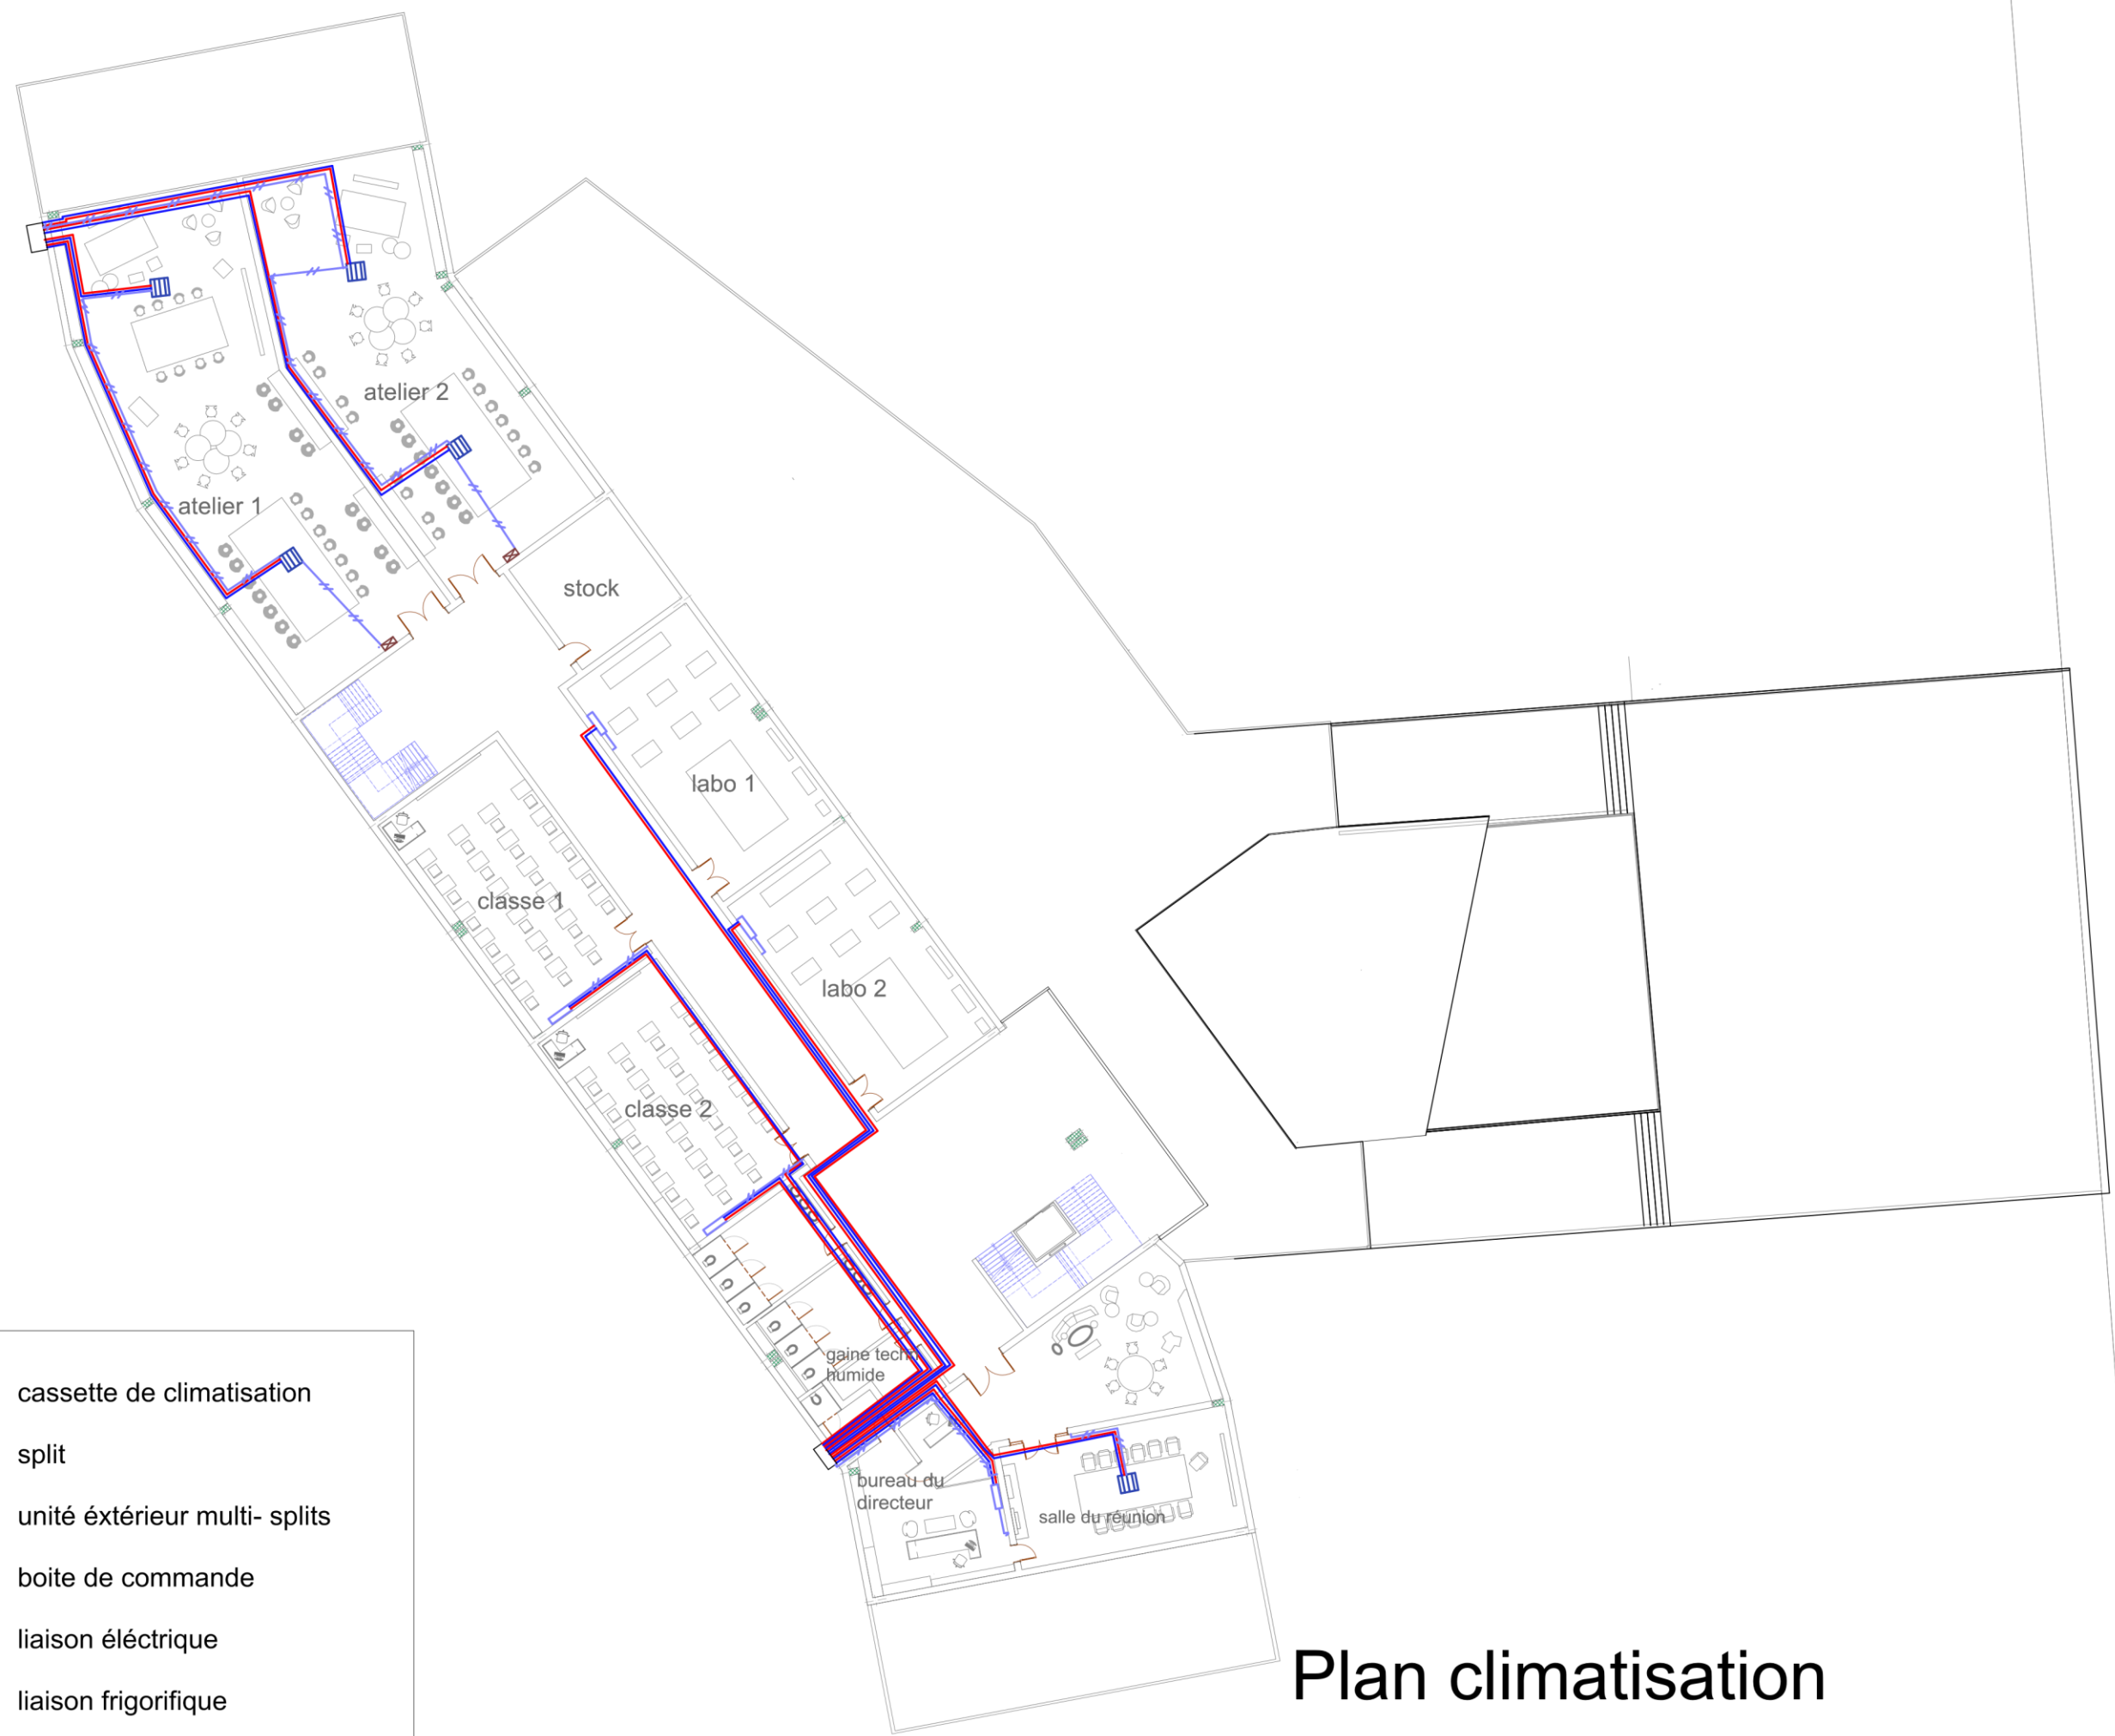 atelier 2
atelier 1
stock
labo 1
classe 1
labo 2
classe 2
gaine techn
humide
bureau du
directeur
salle du réunion
cassette de climatisation
split
unité éxtérieur multi- splits
boite de commande
liaison éléctrique
liaison frigorifique
Plan climatisation